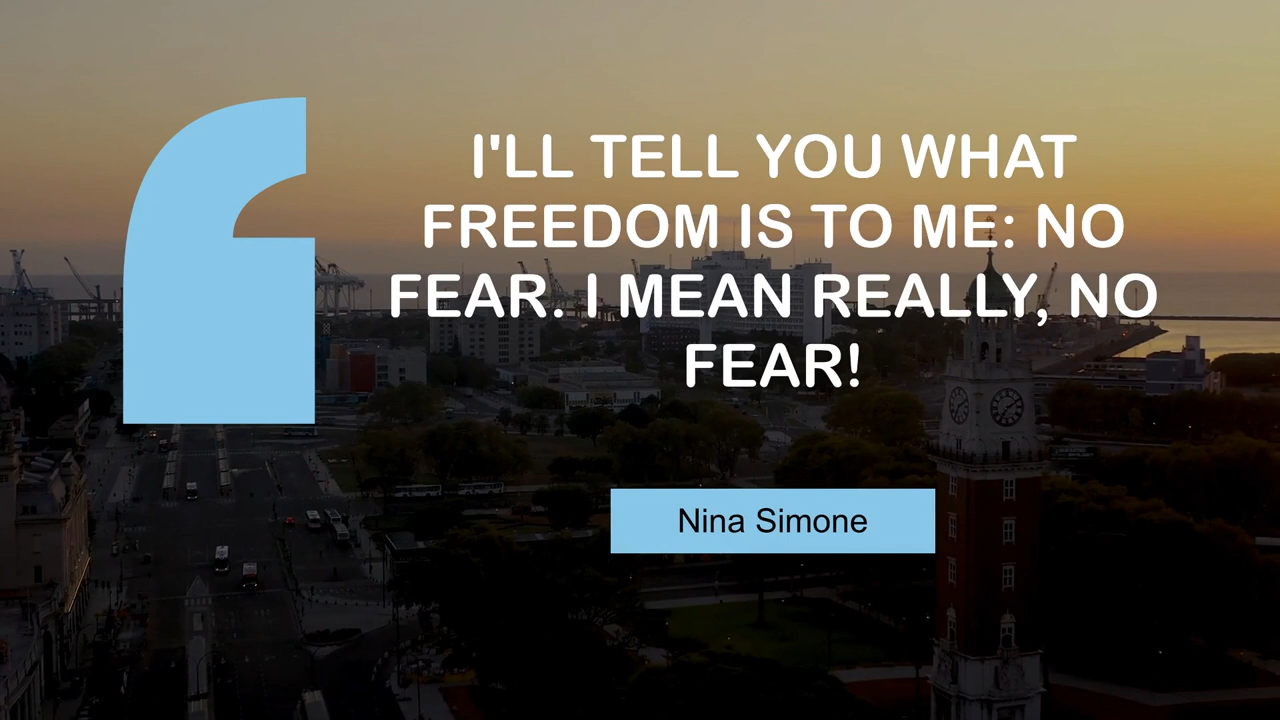 I'LL TELL YOU WHAT
FREEDOM IS TO ME: NO
FEAR. I MEAN REALLY, NO
FEAR!
Nina Simone